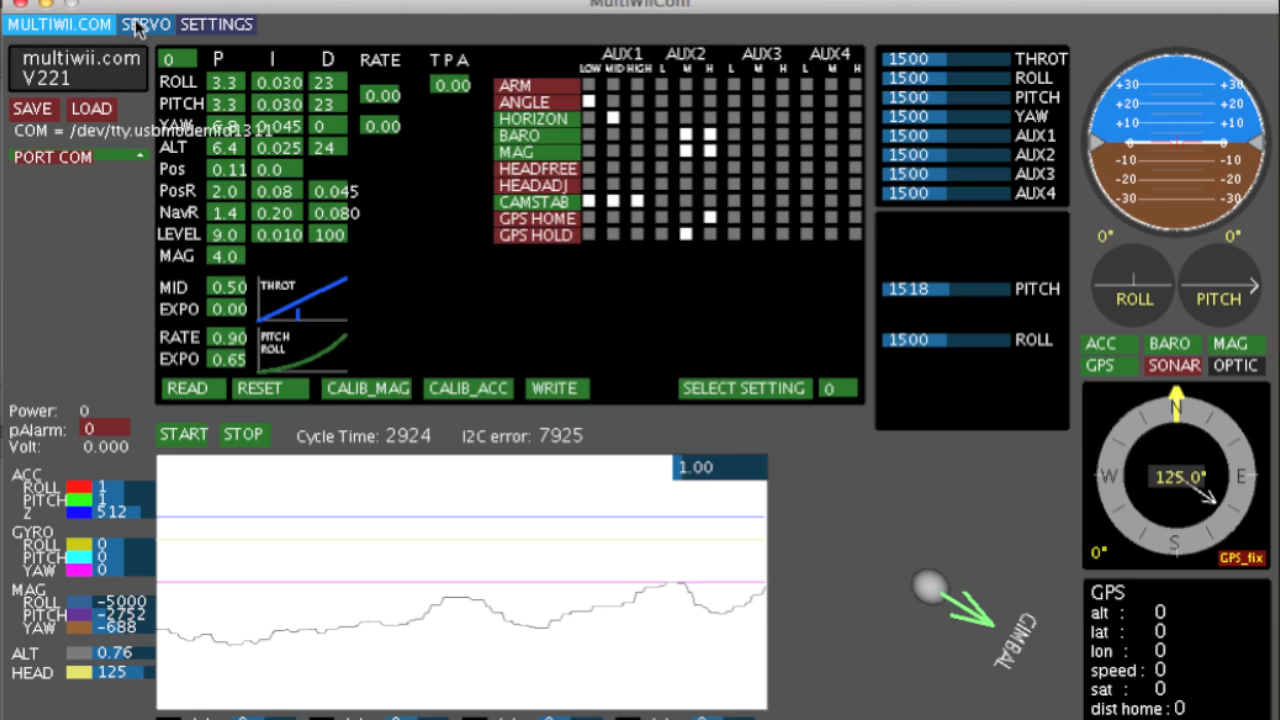 MultiWiiConf
MULTIWII.COM SERVO SETTINGS
multiwii.com
V221
SAVE LOAD
COM = /dev/tty.usbmodemfd1311
PORT COM
0 P I D RATE T P A
ROLL 3.3 0.030 23
PITCH 3.3 0.030 23
0.00 0.00
YAW 6.8 0.045 0 0.00
ALT 6.4 0.025 24
Pos 0.11 0.0
PosR 2.0 0.08 0.045
NavR 1.4 0.20 0.080
LEVEL 9.0 0.010 100
MAG 4.0
MID 0.50
EXPO 0.00
THROT
RATE 0.90
EXPO 0.65
PITCH
ROLL
AUX1 AUX2 AUX3 AUX4
LOW MID HIGH L M H L M H L M H
ARM
ANGLE
HORIZON
BARO
MAG
HEADFREE
HEADADJ
CAMSTAB
GPS HOME
GPS HOLD
READ RESET CALIB_MAG CALIB_ACC WRITE SELECT SETTING 0
1500 THROT
1500 ROLL
1500 PITCH
1500 YAW
1500 AUX1
1500 AUX2
1500 AUX3
1500 AUX4
1518 PITCH
1500 ROLL
+30 +30
+20 +20
+10 +10
0 0
-10 -10
-20 -20
-30 -30
0° 0°
ROLL PITCH
ACC BARO MAG
GPS SONAR OPTIC
N
W 125.0° E
S
0° GPS_fix
Power: 0
pAlarm: 0
Volt: 0.000
START STOP Cycle Time: 2924 I2C error: 7925
1.00
ACC
ROLL 1
PITCH 1
Z 512
GYRO
ROLL 0
PITCH 0
YAW 0
MAG
ROLL -5000
PITCH -2752
YAW -688
ALT 0.76
HEAD 125
GIMBAL
GPS
alt : 0
lat : 0
lon : 0
speed : 0
sat : 0
dist home : 0